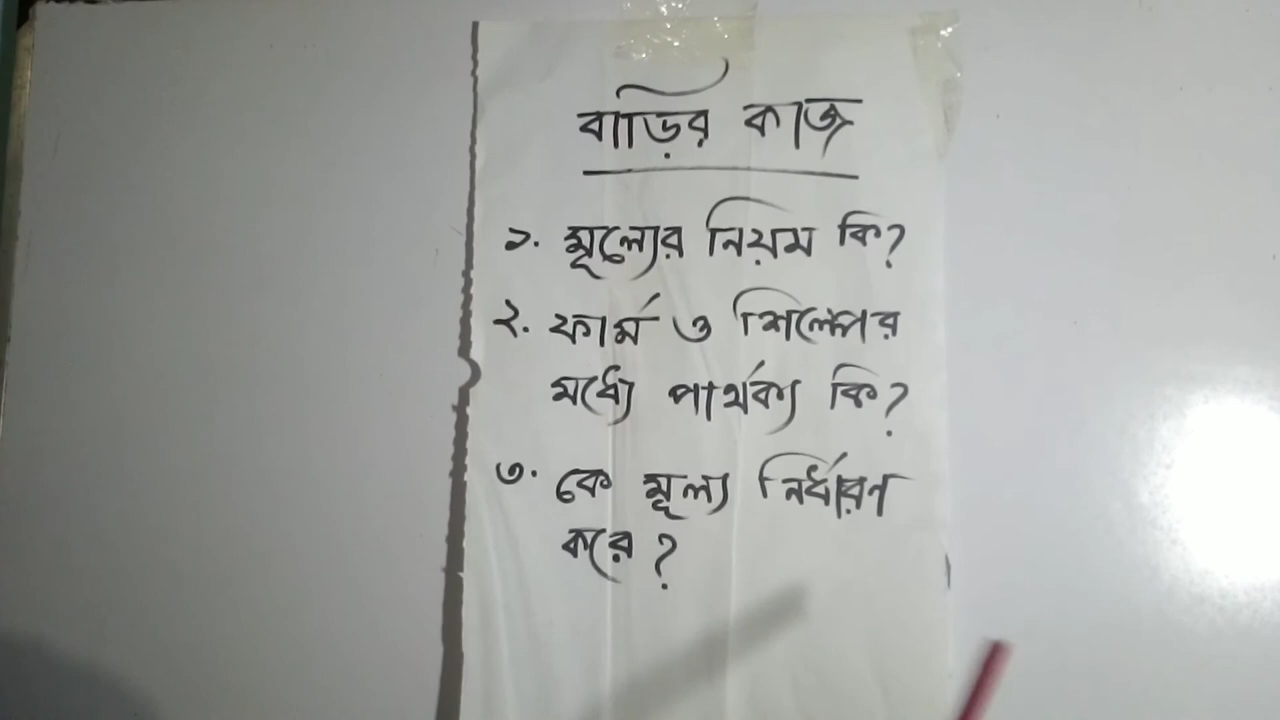 বাড়ির কাজ
১. মূল্যের নিয়ম কি?
২. ফার্ম ও শিল্পের
মধ্যে পার্থক্য কি?
৩. কে মূল্য নির্ধারণ
করে?